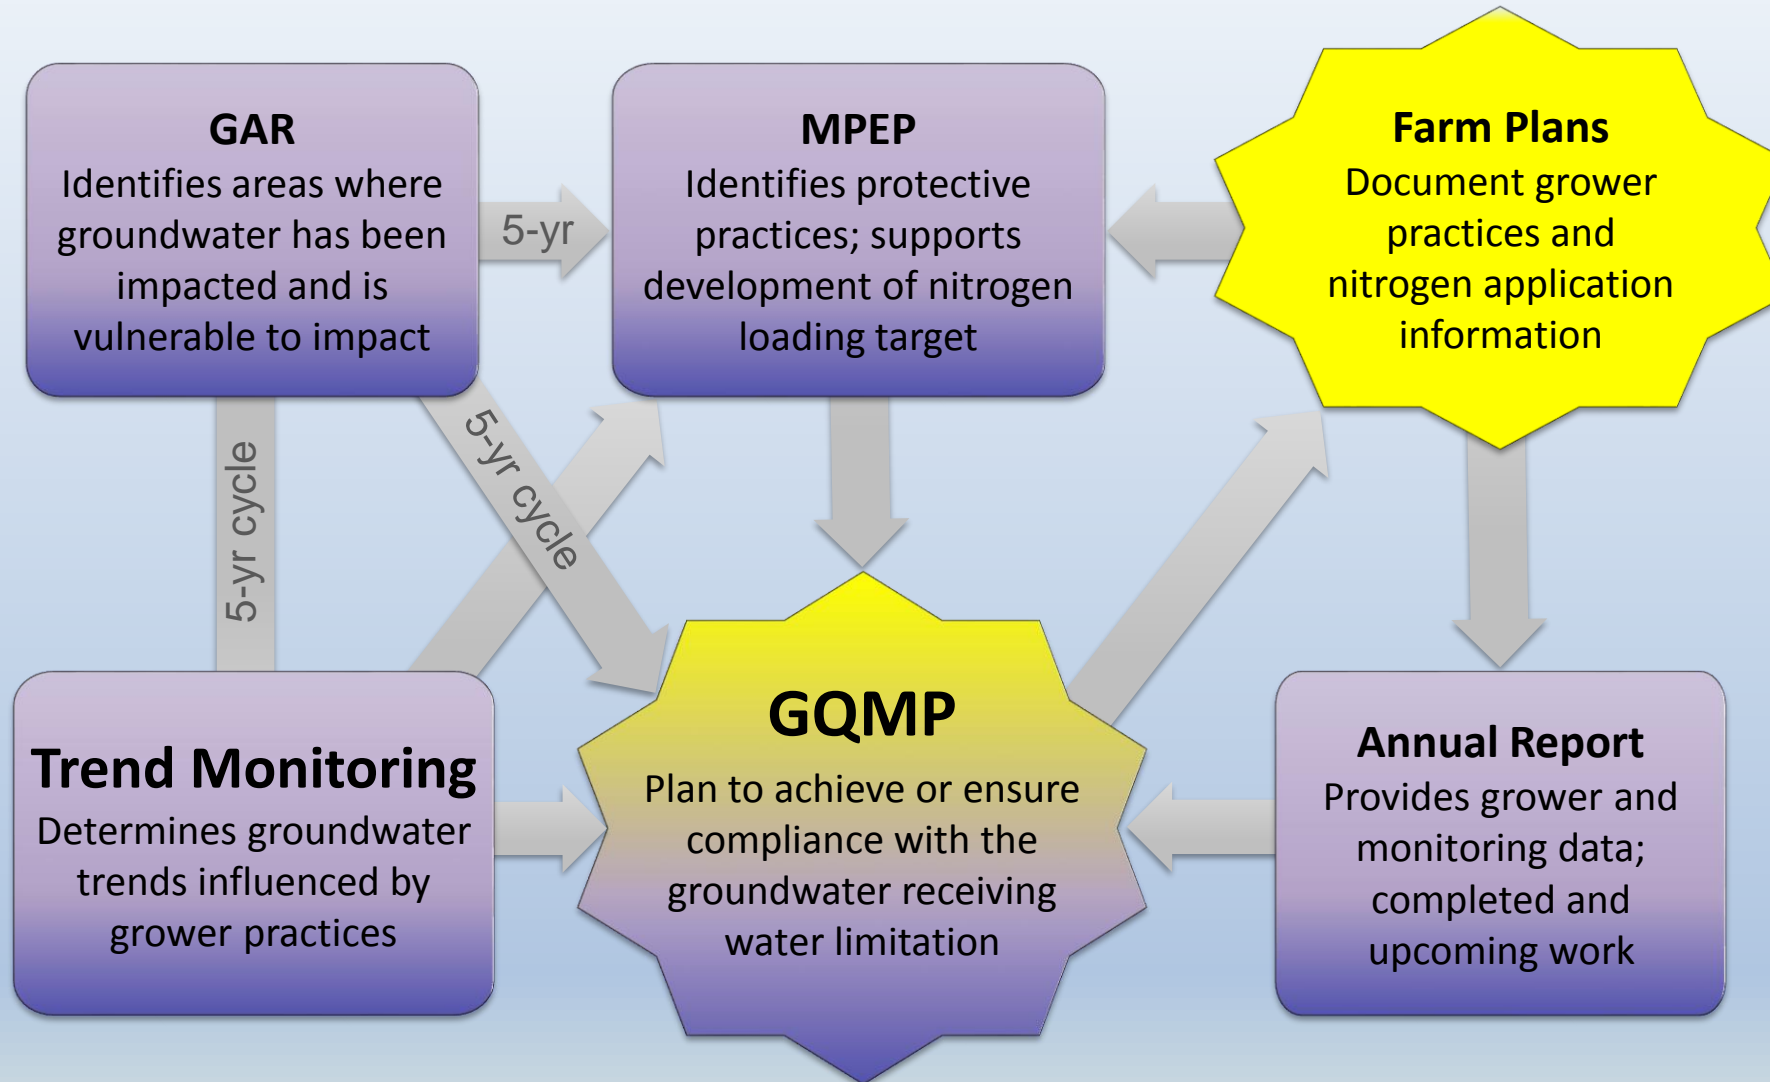 GAR
Identifies areas where
groundwater has been
impacted and is
vulnerable to impact
5-yr
MPEP
Identifies protective
practices; supports
development of nitrogen
loading target
Farm Plans
Document grower
practices and
nitrogen application
information
5-yr cycle
5-yr cycle
Trend Monitoring
Determines groundwater
trends influenced by
grower practices
GQMP
Plan to achieve or ensure
compliance with the
groundwater receiving
water limitation
Annual Report
Provides grower and
monitoring data;
completed and
upcoming work